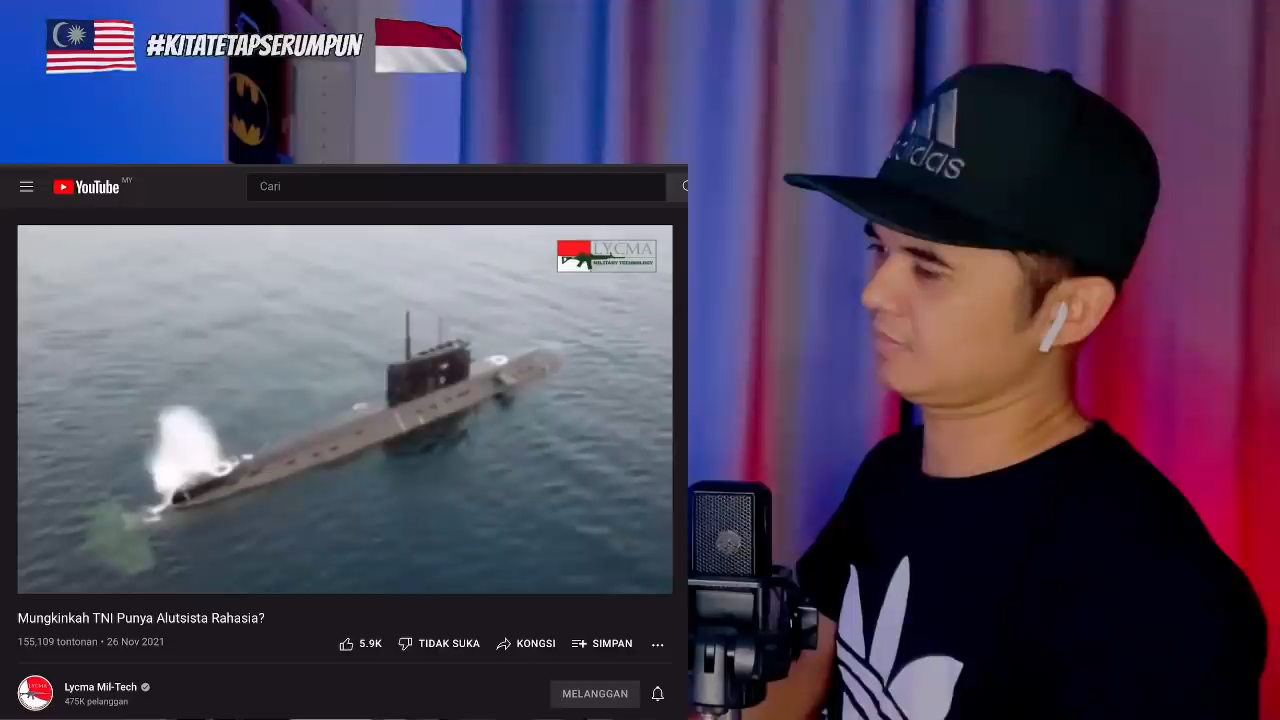 #KITATETAPSERUMPUN
YouTube MY
Cari
LYCMA
MILITARY TECHNOLOGY
adidas
Mungkinkah TNI Punya Alutsista Rahasia?
155,109 tontonan • 26 Nov 2021
5.9K TIDAK SUKA KONGSI SIMPAN
Lycma Mil-Tech
475K pelanggan
MELANGGAN